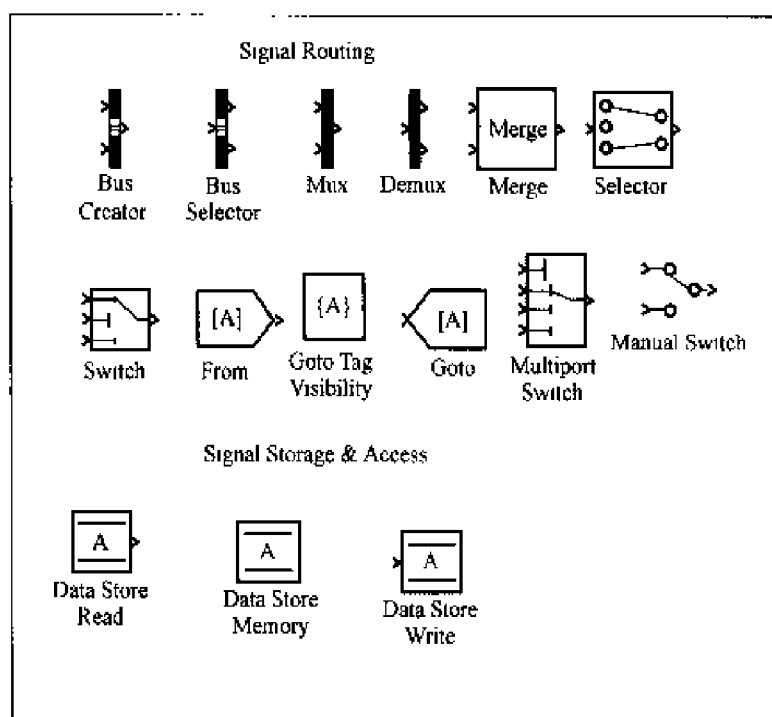 Signal Routing
Merge
Bus
Creator
Bus
Selector
Mux
Demux
Merge
Selector
[A]
{A}
[A]
Switch
From
Goto Tag
Visibility
Goto
Multiport
Switch
Manual Switch
Signal Storage & Access
A
A
A
Data Store
Read
Data Store
Memory
Data Store
Write